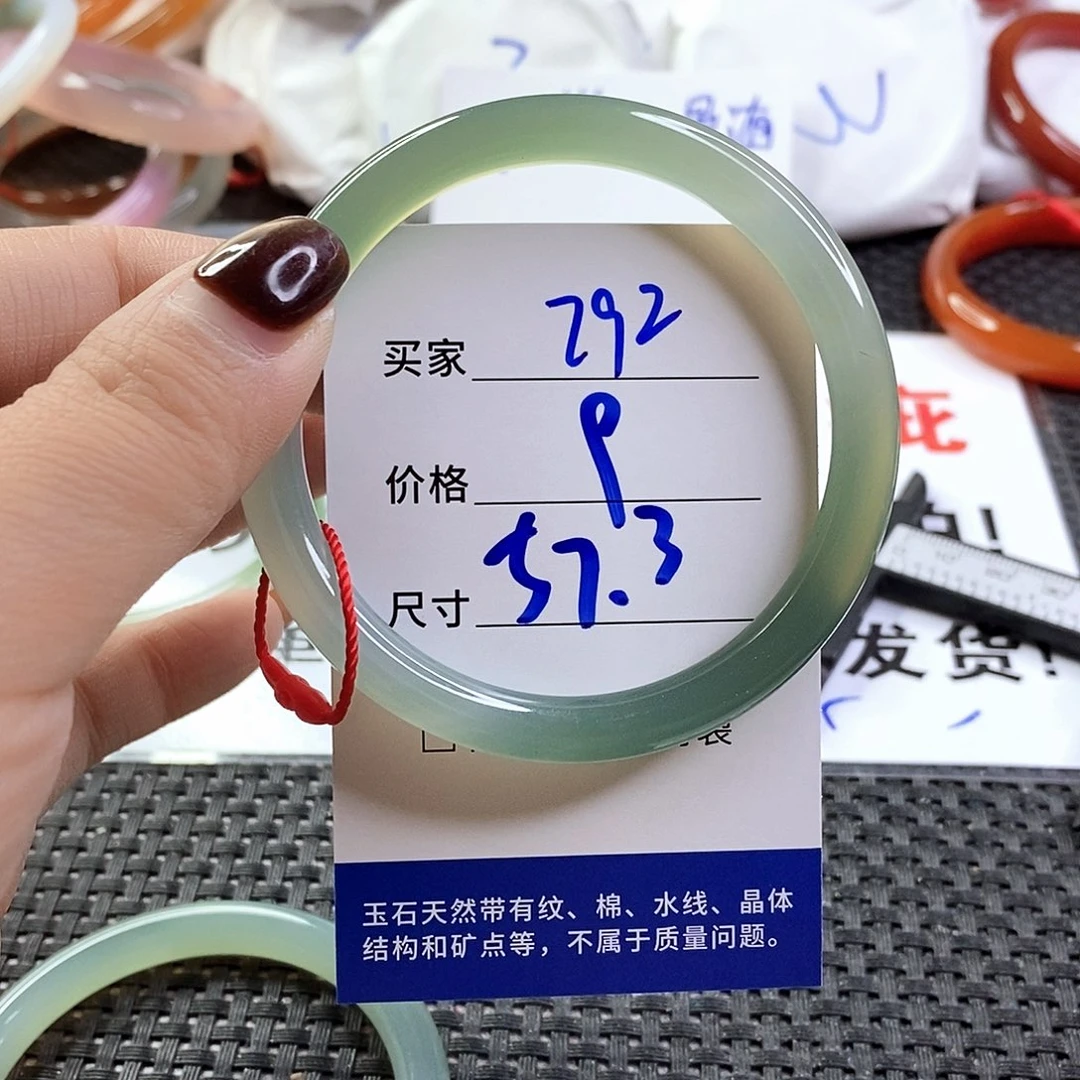 买家 292
价格 9
尺寸 57.3
玉石天然带有纹、棉、水线、晶体
结构和矿点等，不属于质量问题。
发货!